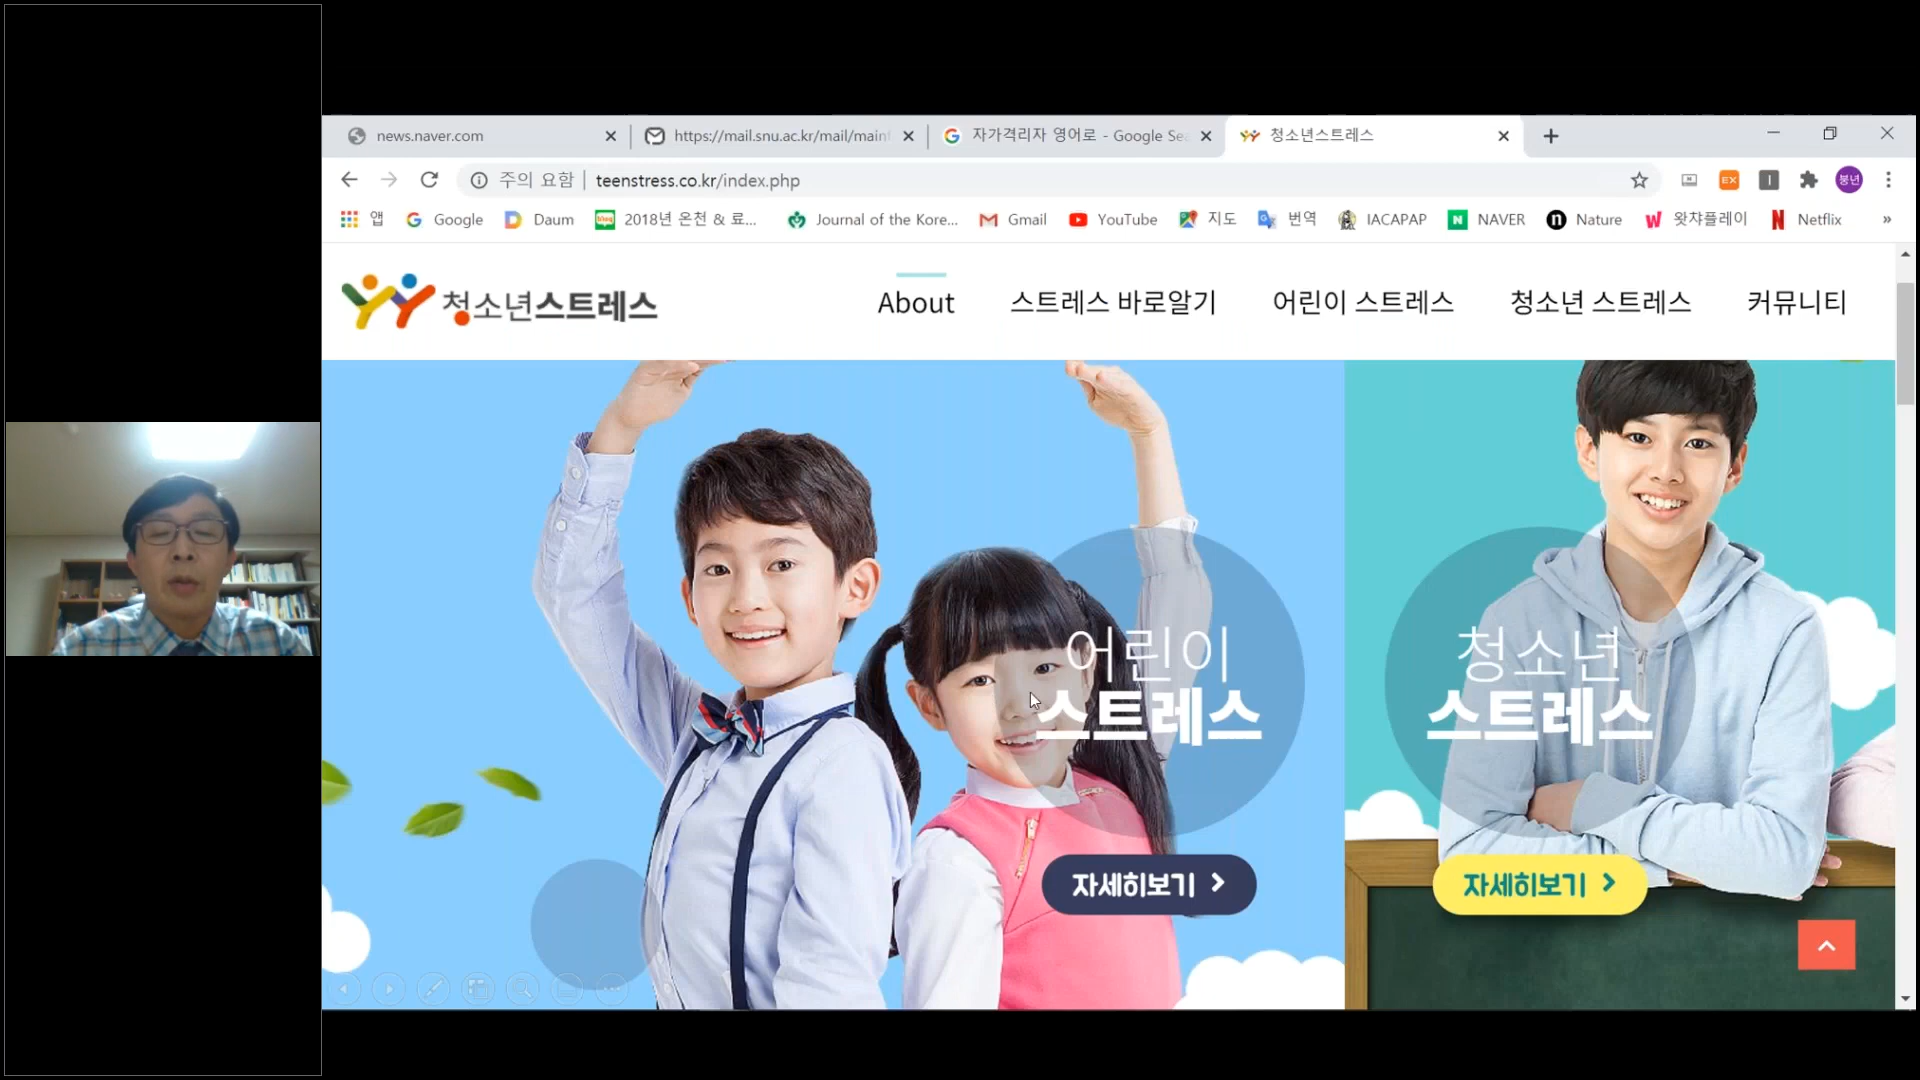 news.naver.com
https://mail.snu.ac.kr/mail/main
자가격리자 영어로 - Google Sea
청소년스트레스
주의 요함
teenstress.co.kr/index.php
EX
붕년
앱
Google
Daum
blog
2018년 온천 & 료...
Journal of the Kore...
Gmail
YouTube
지도
번역
IACAPAP
NAVER
Nature
왓챠플레이
Netflix
청소년스트레스
About
스트레스 바로알기
어린이 스트레스
청소년 스트레스
커뮤니티
어린이
스트레스
자세히보기
청소년
스트레스
자세히보기